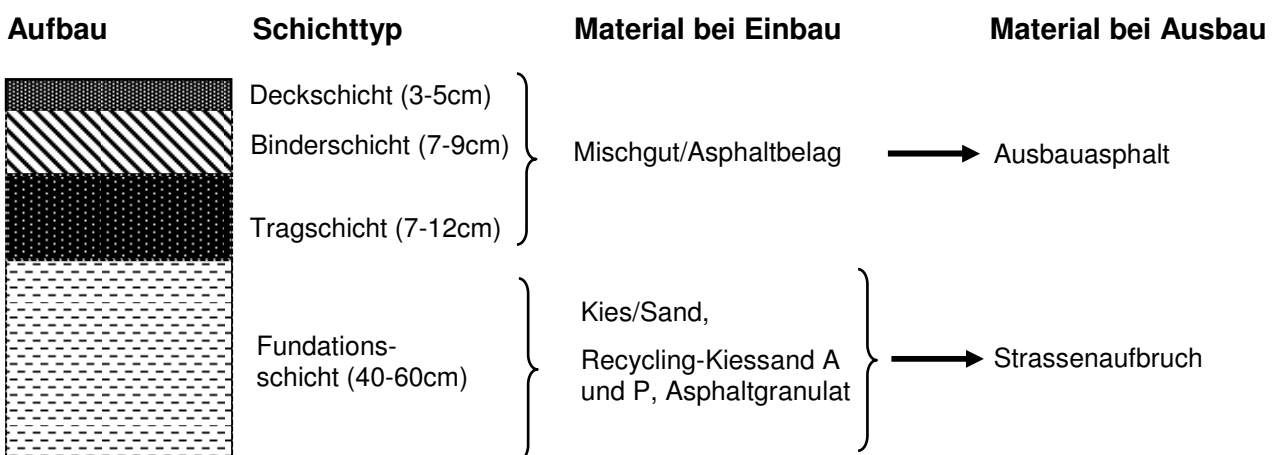 Aufbau Schichttyp Material bei Einbau Material bei Ausbau
Deckschicht (3-5cm)
Binderschicht (7-9cm)
Mischgut/Asphaltbelag
Ausbauasphalt
Tragschicht (7-12cm)
Fundations-
schicht (40-60cm)
Kies/Sand,
Recycling-Kiessand A
und P, Asphaltgranulat
Strassenaufbruch